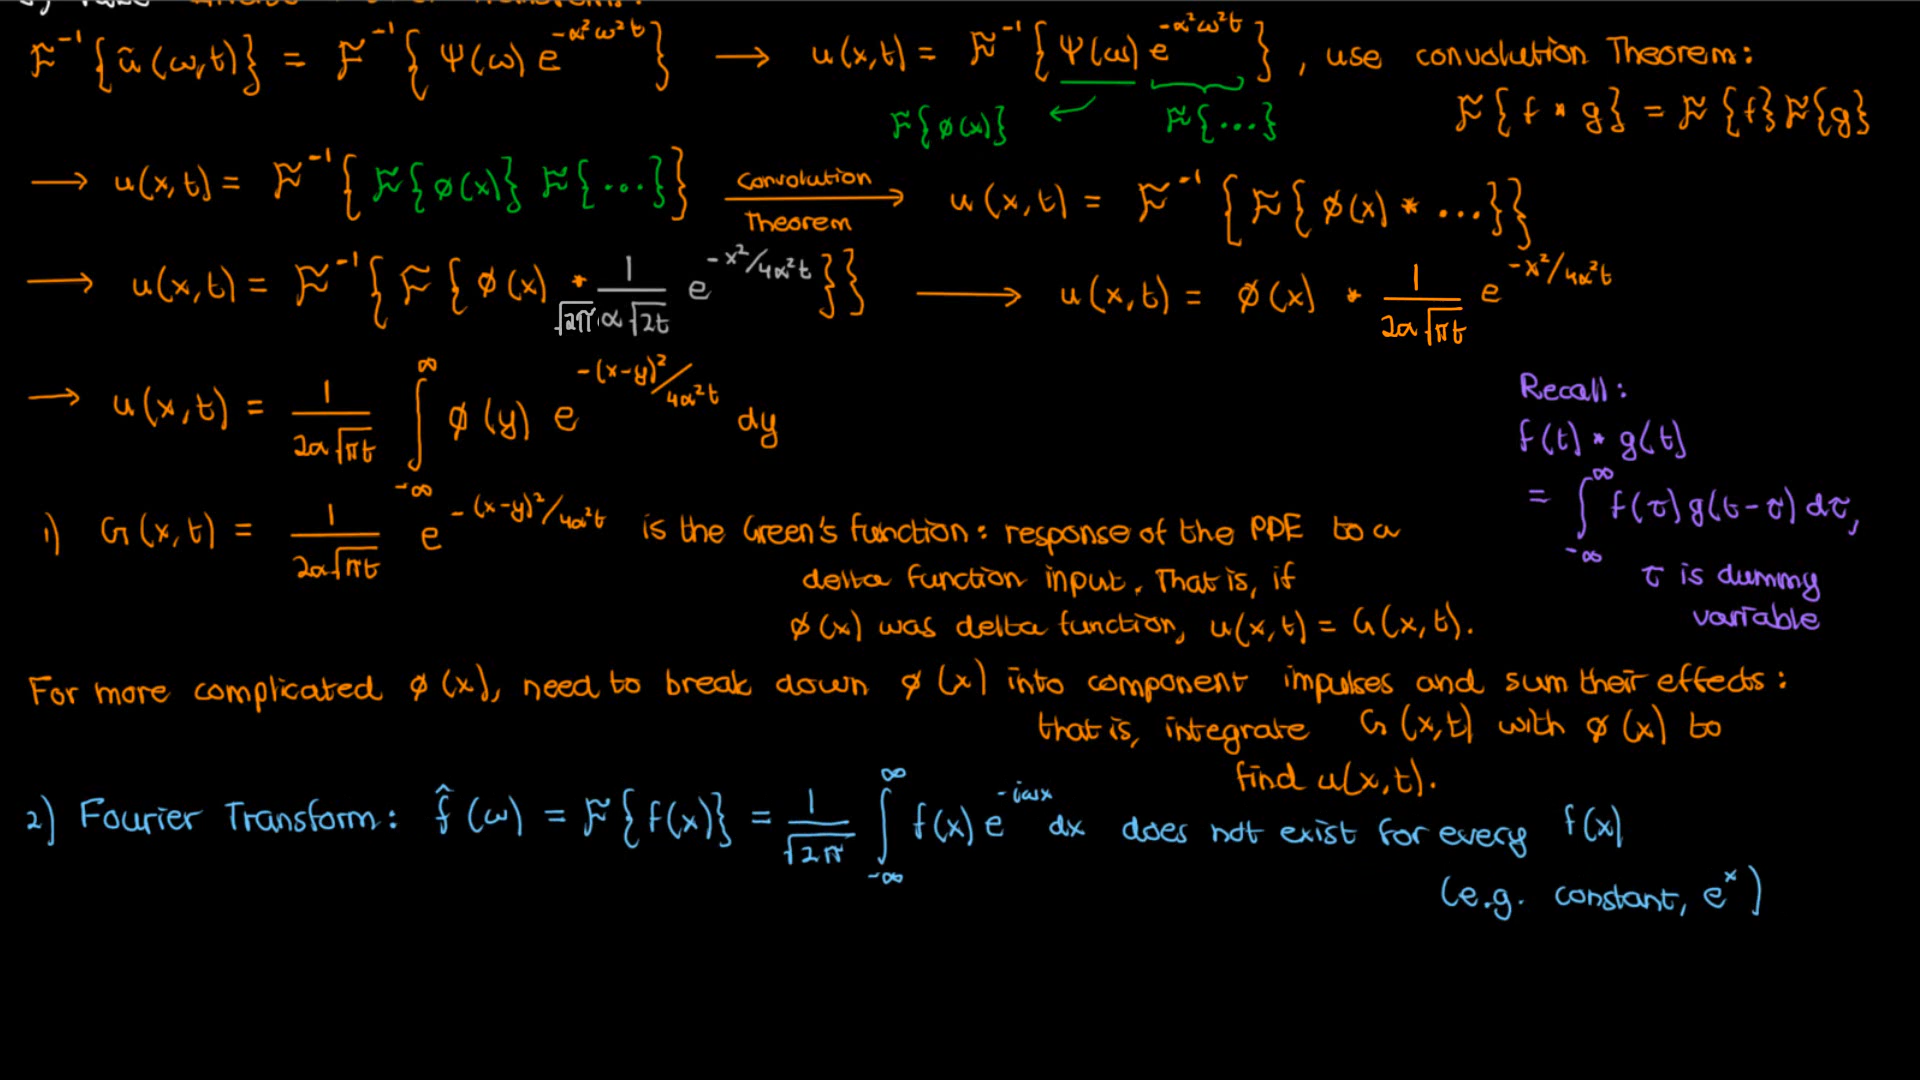 F⁻¹{ũ(ω,t)} = F⁻¹{Ψ(ω) e^(-α²ω²t)} → u(x,t) = F⁻¹{Ψ(ω) e^(-α²ω²t)}, use convolution Theorem:
F{φ(x)} ← F{...} F{f * g} = F{f}F{g}
→ u(x,t) = F⁻¹{F{φ(x)} F{...}} Convolution Theorem → u(x,t) = F⁻¹{F{φ(x) * ...}}
→ u(x,t) = F⁻¹{F{φ(x) * 1/(√2π · α√2t) e^(-x²/4α²t)}} → u(x,t) = φ(x) * 1/(2α√πt) e^(-x²/4α²t)
→ u(x,t) = 1/(2α√πt) ∫_{-∞}^{∞} φ(y) e^(-(x-y)²/4α²t) dy
Recall:
f(t) * g(t)
= ∫_{-∞}^{∞} f(τ) g(t-τ) dτ,
τ is dummy
variable
1) G(x,t) = 1/(2α√πt) e^(-(x-y)²/4α²t) is the Green's function: response of the PDE to a
delta function input. That is, if
φ(x) was delta function, u(x,t) = G(x,t).
For more complicated φ(x), need to break down φ(x) into component impulses and sum their effects:
that is, integrate G(x,t) with φ(x) to
find u(x,t).
2) Fourier Transform: f̂(ω) = F{f(x)} = 1/√2π ∫_{-∞}^{∞} f(x) e^(-iωx) dx does not exist for every f(x)
(e.g. constant, e^x)